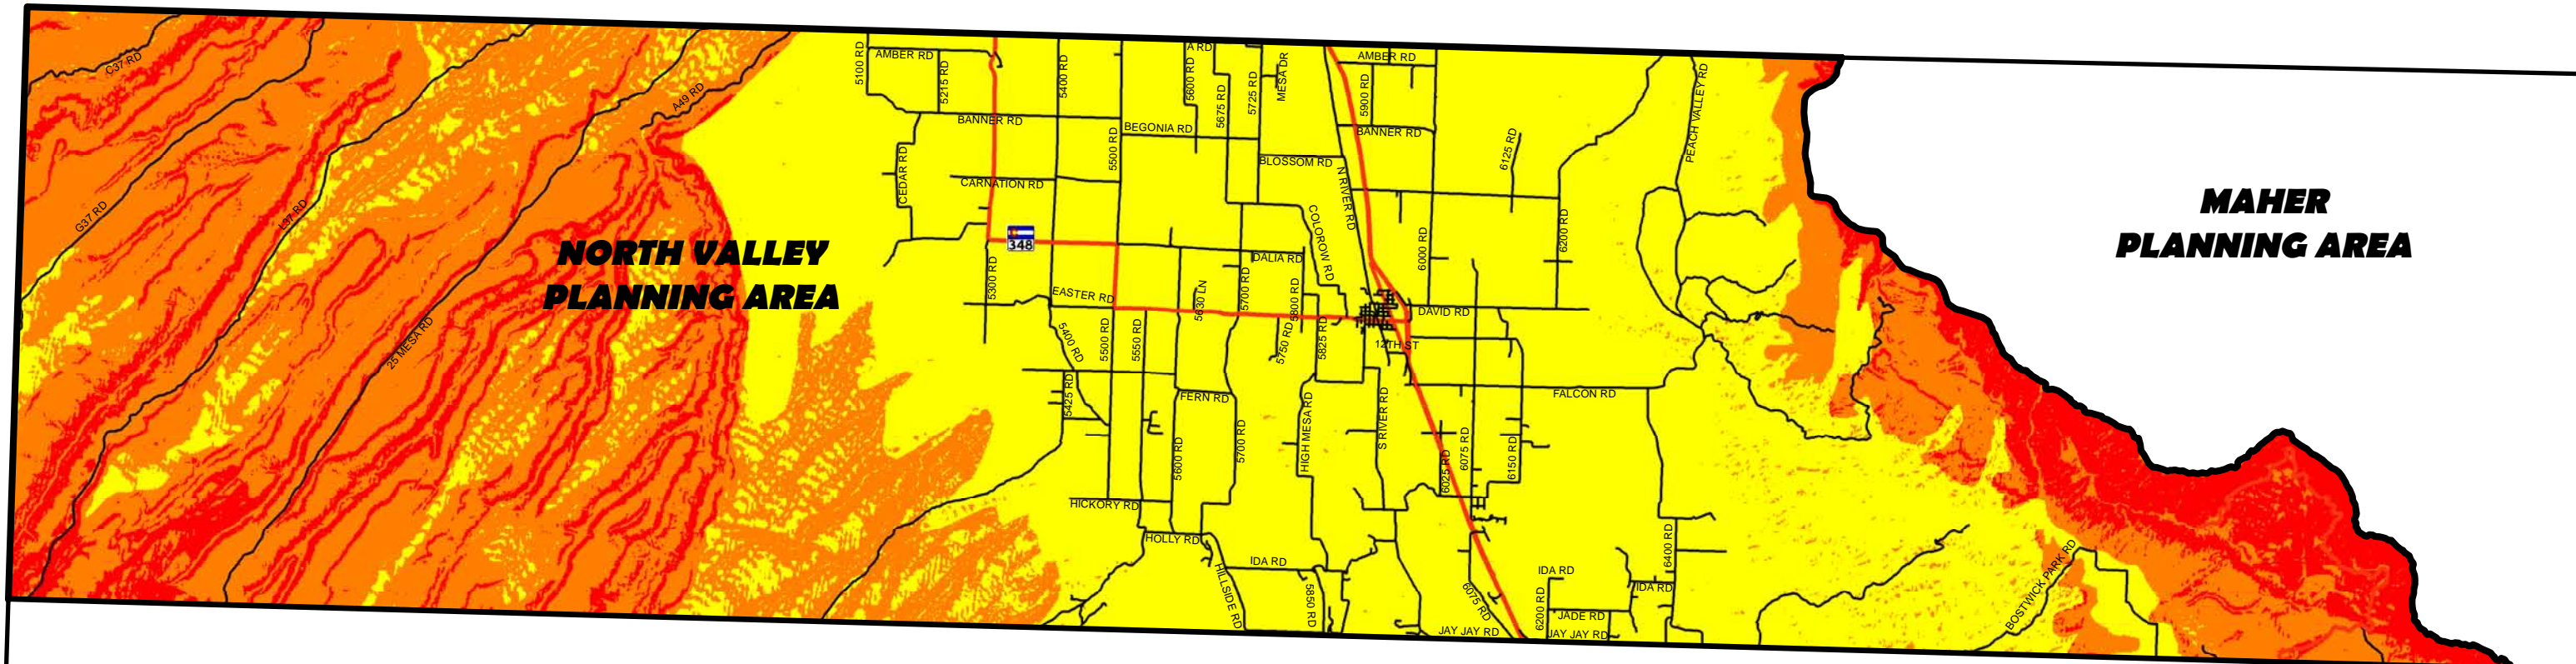 C37 RD
G37 RD
L37 RD
25 MESA RD
A49 RD
NORTH VALLEY
PLANNING AREA
5100 RD
AMBER RD
5215 RD
5400 RD
BANNER RD
CEDAR RD
CARNATION RD
348
5300 RD
EASTER RD
5400 RD
5425 RD
5500 RD
BEGONIA RD
A RD
5600 RD
5675 RD
5725 RD
MESA DR
BLOSSOM RD
N RIVER RD
COLOROW RD
DALIA RD
5630 LN
5700 RD
5800 RD
5750 RD
5825 RD
5500 RD
5550 RD
FERN RD
5600 RD
5700 RD
HIGH MESA RD
S RIVER RD
HICKORY RD
HOLLY RD
HILLSIDE RD
IDA RD
5850 RD
AMBER RD
5900 RD
BANNER RD
6125 RD
6000 RD
6200 RD
PEACH VALLEY RD
DAVID RD
12TH ST
FALCON RD
6025 RD
6075 RD
6150 RD
6075 RD
JAY JAY RD
6200 RD
IDA RD
IDA RD
JADE RD
JAY JAY RD
6400 RD
BOSTWICK PARK RD
MAHER
PLANNING AREA